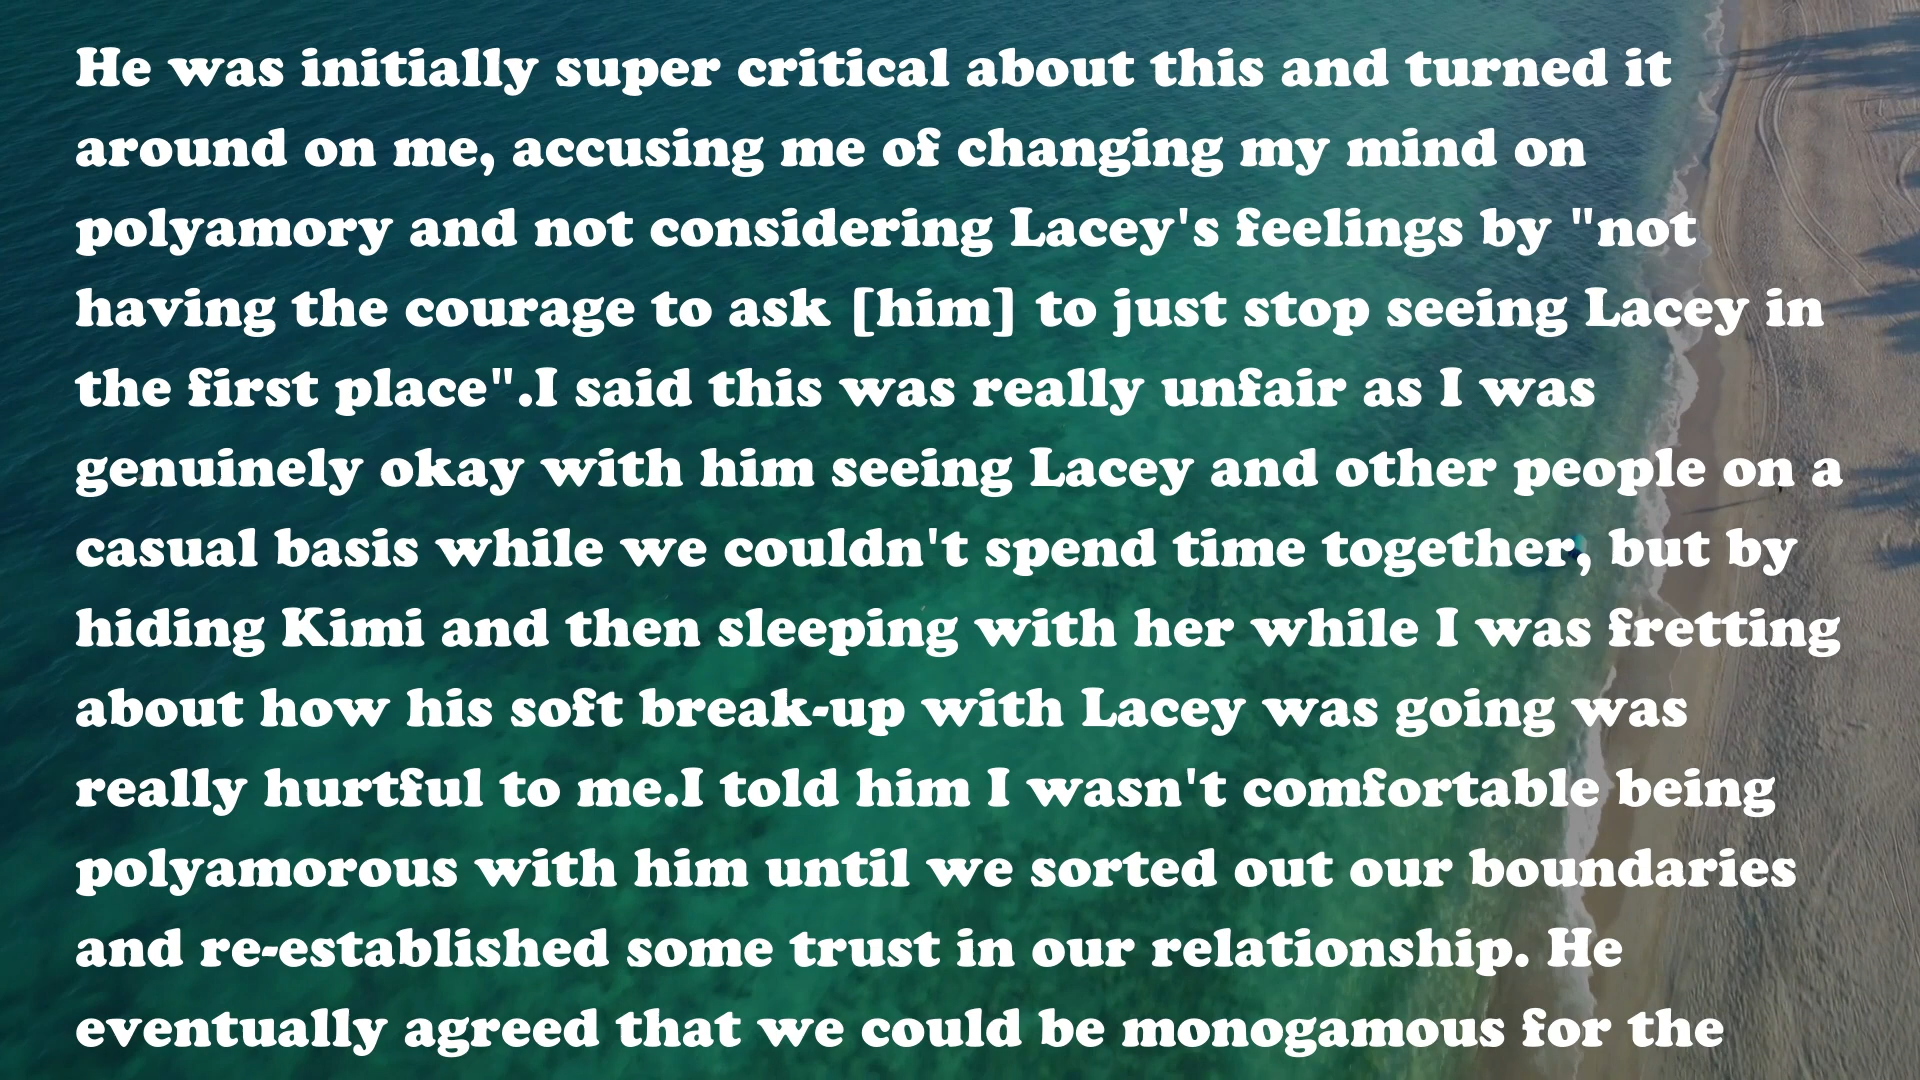 He was initially super critical about this and turned it
around on me, accusing me of changing my mind on
polyamory and not considering Lacey's feelings by "not
having the courage to ask [him] to just stop seeing Lacey in
the first place".I said this was really unfair as I was
genuinely okay with him seeing Lacey and other people on a
casual basis while we couldn't spend time together, but by
hiding Kimi and then sleeping with her while I was fretting
about how his soft break-up with Lacey was going was
really hurtful to me.I told him I wasn't comfortable being
polyamorous with him until we sorted out our boundaries
and re-established some trust in our relationship. He
eventually agreed that we could be monogamous for the